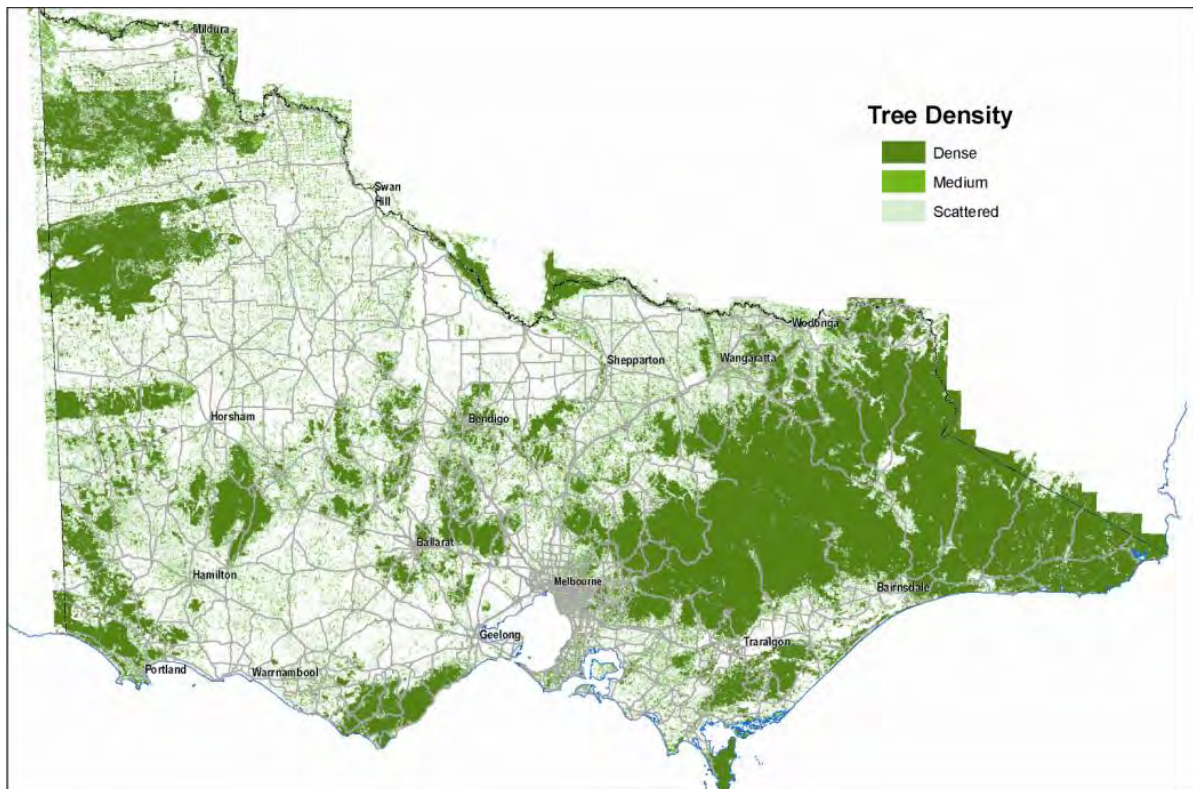 Mildura
Tree Density
Dense
Medium
Scattered
Swan
Hill
Wodonga
Shepparton
Wangaratta
Horsham
Bendigo
Ballarat
Hamilton
Melbourne
Bairnsdale
Geelong
Traralgon
Portland
Warrnambool